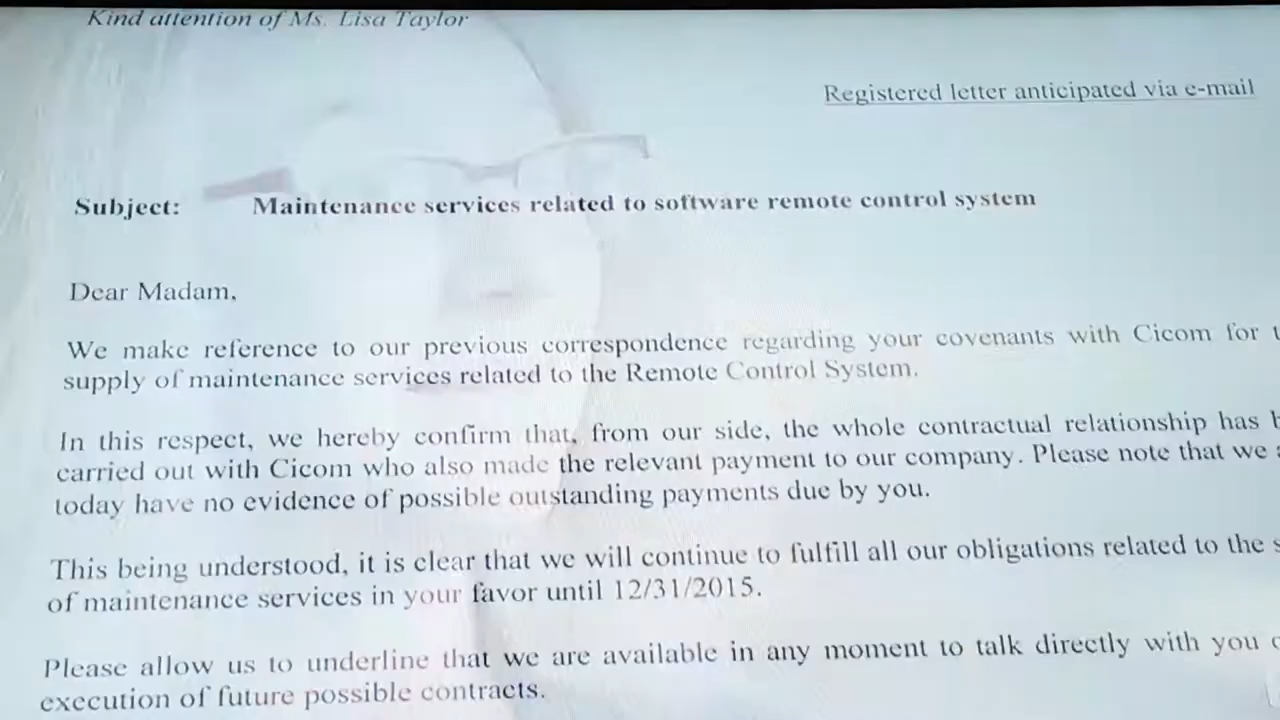 Kind attention of Ms. Lisa Taylor
Registered letter anticipated via e-mail
Subject: Maintenance services related to software remote control system
Dear Madam,
We make reference to our previous correspondence regarding your covenants with Cicom for
supply of maintenance services related to the Remote Control System.
In this respect, we hereby confirm that, from our side, the whole contractual relationship has
carried out with Cicom who also made the relevant payment to our company. Please note that we
today have no evidence of possible outstanding payments due by you.
This being understood, it is clear that we will continue to fulfill all our obligations related to the
of maintenance services in your favor until 12/31/2015.
Please allow us to underline that we are available in any moment to talk directly with you
execution of future possible contracts.